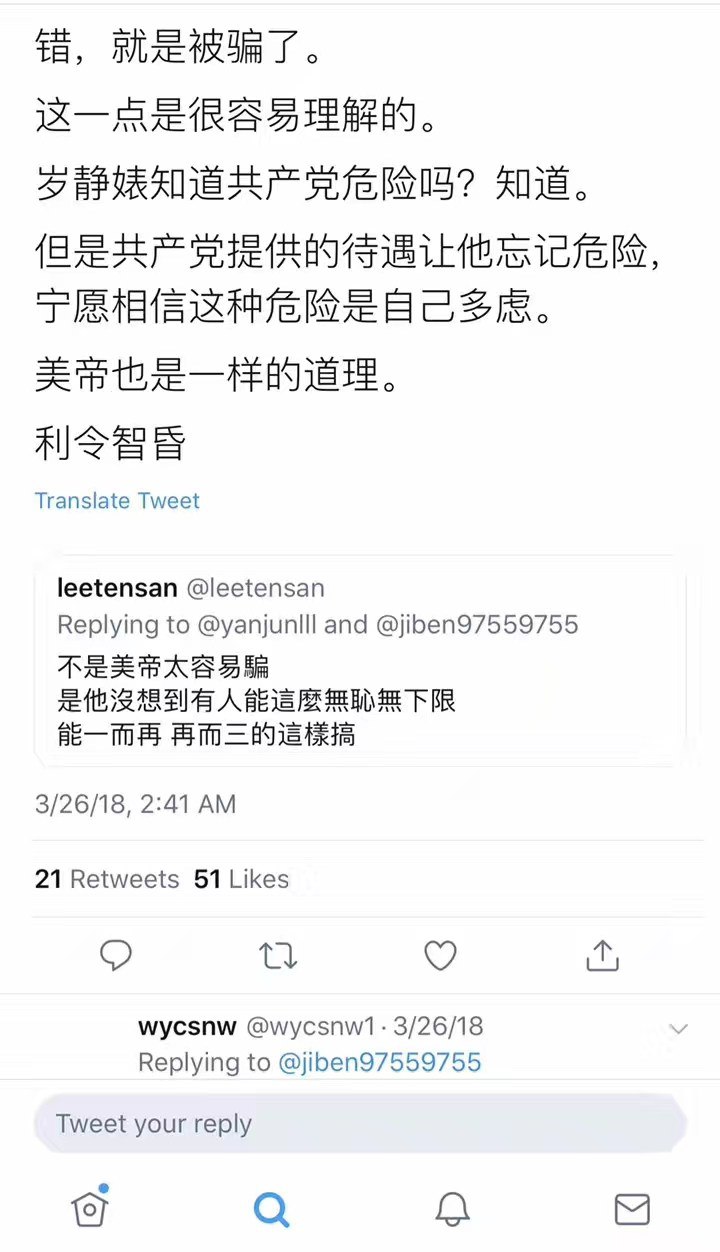 错，就是被骗了。
这一点是很容易理解的。
岁静婊知道共产党危险吗？知道。
但是共产党提供的待遇让他忘记危险，
宁愿相信这种危险是自己多虑。
美帝也是一样的道理。
利令智昏
Translate Tweet
leetensan @leetensan
Replying to @yanjunlll and @jiben97559755
不是美帝太容易騙
是他沒想到有人能這麼無恥無下限
能一而再 再而三的這樣搞
3/26/18, 2:41 AM
21 Retweets 51 Likes
wycsnw @wycsnw1 · 3/26/18
Replying to @jiben97559755
Tweet your reply